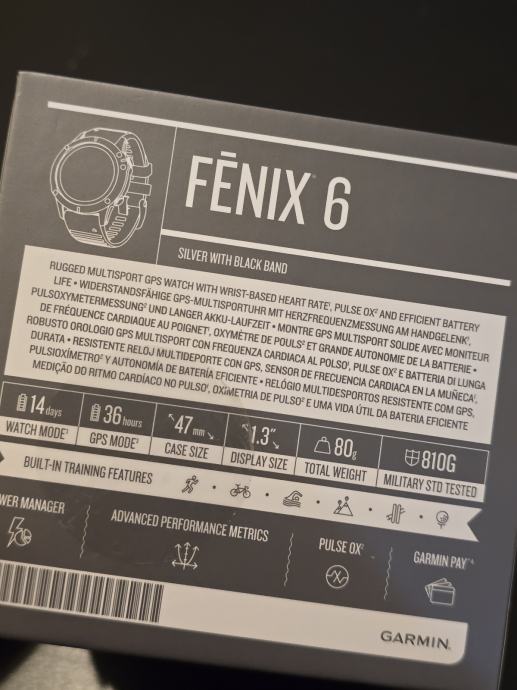 FĒNIX® 6
SILVER WITH BLACK BAND
RUGGED MULTISPORT GPS WATCH WITH WRIST-BASED HEART RATE¹, PULSE OX² AND EFFICIENT BATTERY
LIFE • WIDERSTANDSFÄHIGE GPS-MULTISPORTUHR MIT HERZFREQUENZMESSUNG AM HANDGELENK¹,
PULSOXYMETERMESSUNG² UND LANGER AKKU-LAUFZEIT • MONTRE GPS MULTISPORT SOLIDE AVEC MONITEUR
DE FRÉQUENCE CARDIAQUE AU POIGNET¹, OXYMÈTRE DE POULS² ET GRANDE AUTONOMIE DE LA BATTERIE •
ROBUSTO OROLOGIO GPS MULTISPORT CON FREQUENZA CARDIACA AL POLSO¹, PULSE OX² E BATTERIA DI LUNGA
DURATA • RESISTENTE RELOJ MULTIDEPORTE CON GPS, SENSOR DE FRECUENCIA CARDIACA EN LA MUÑECA¹,
PULSIOXÍMETRO² Y AUTONOMÍA DE BATERÍA EFICIENTE • RELÓGIO MULTIDESPORTOS RESISTENTE COM GPS,
MEDIÇÃO DO RITMO CARDÍACO NO PULSO¹, OXÍMETRIA DE PULSO² E UMA VIDA ÚTIL DA BATERIA EFICIENTE
14 days 36 hours 47 mm 1.3" 80g 810G
WATCH MODE³ GPS MODE³ CASE SIZE DISPLAY SIZE TOTAL WEIGHT MILITARY STD TESTED
BUILT-IN TRAINING FEATURES
MANAGER ADVANCED PERFORMANCE METRICS PULSE OX² GARMIN PAY™⁴
GARMIN